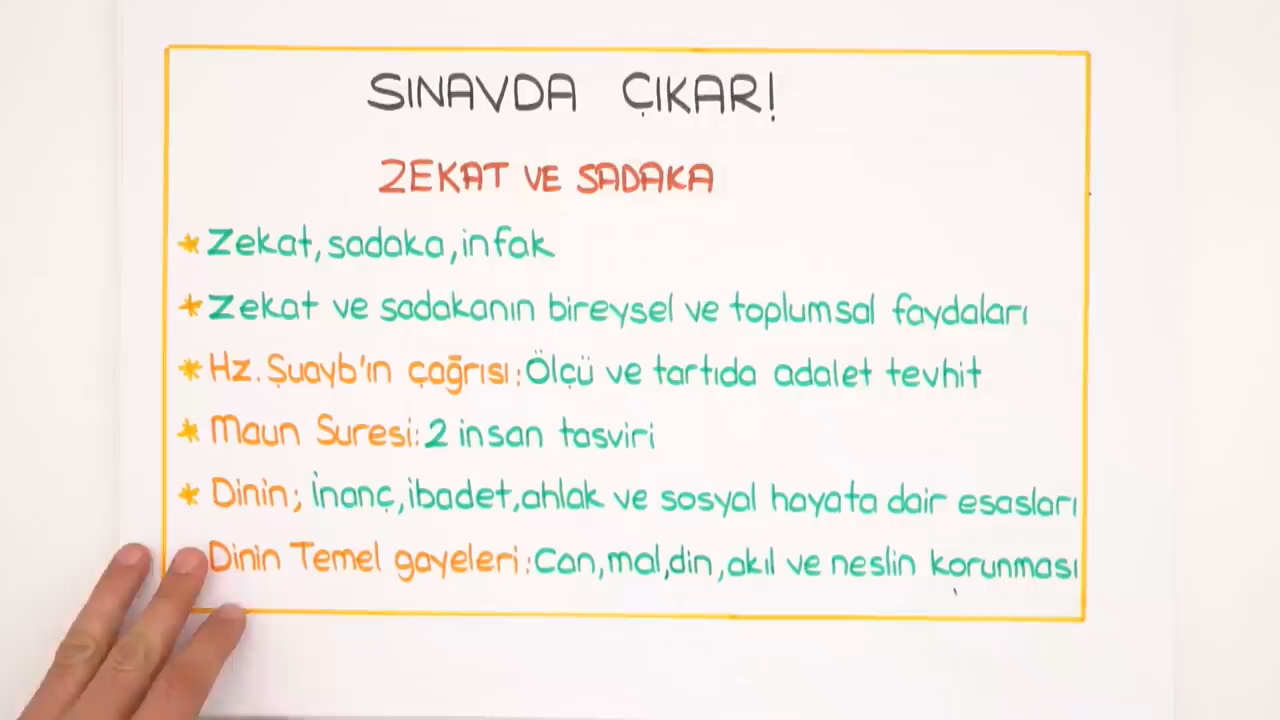 SINAVDA ÇIKAR!
ZEKAT VE SADAKA
* Zekat, sadaka, infak
* Zekat ve sadakanın bireysel ve toplumsal faydaları
* Hz. Şuayb'ın çağrısı: Ölçü ve tartıda adalet tevhit
* Maun Suresi: 2 insan tasviri
* Dinin; İnanç, ibadet, ahlak ve sosyal hayata dair esasları
Dinin Temel gayeleri: Can, mal, din, akıl ve neslin korunması